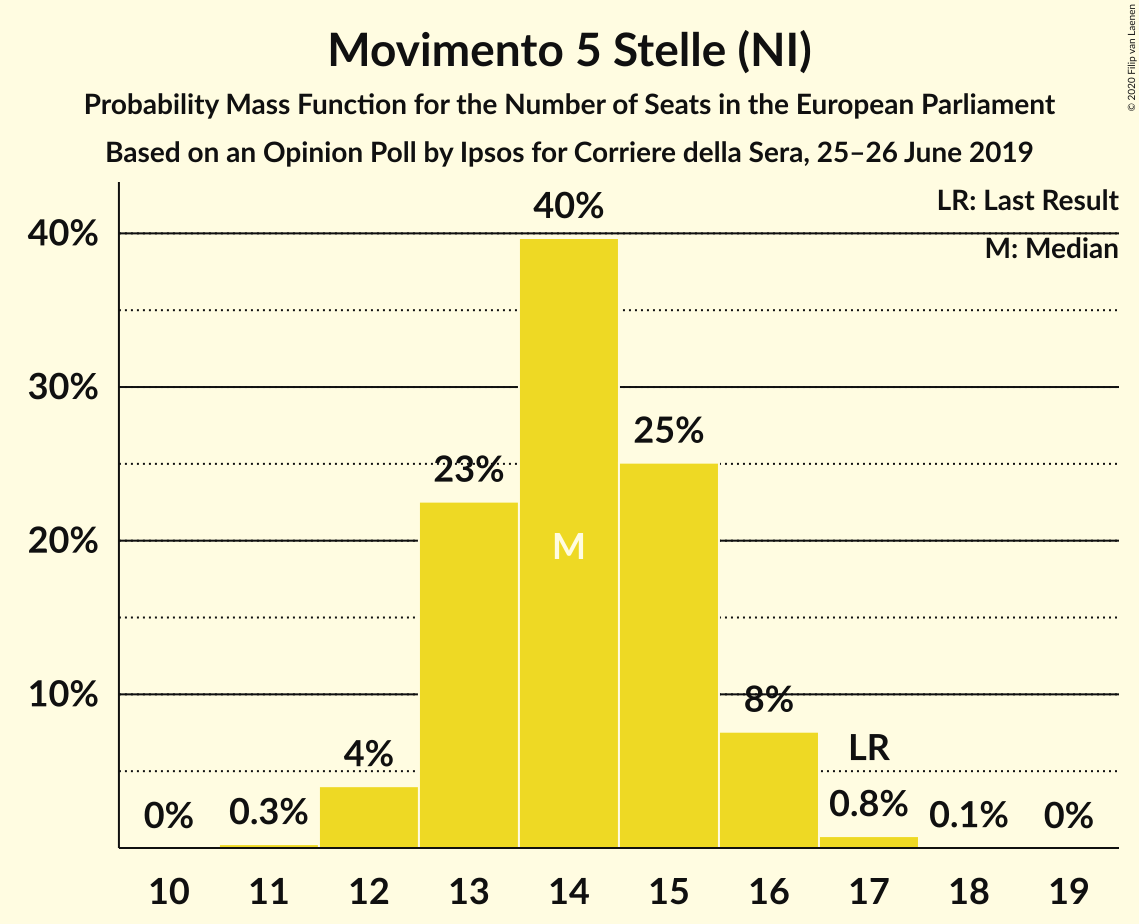 Movimento 5 Stelle (NI)
Probability Mass Function for the Number of Seats in the European Parliament
Based on an Opinion Poll by Ipsos for Corriere della Sera, 25–26 June 2019
© 2020 Filip van Laenen
LR: Last Result
M: Median
40%
30%
20%
10%
0%
0.3%
4%
23%
40%
M
25%
8%
LR
0.8%
0.1%
0%
10 11 12 13 14 15 16 17 18 19